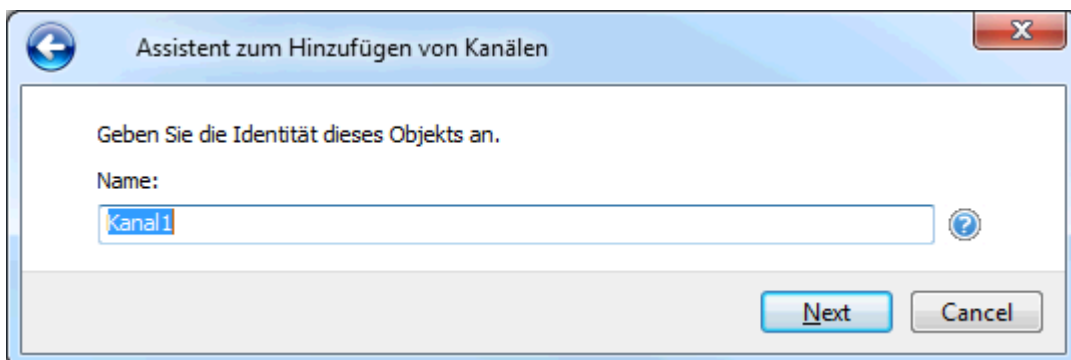 Assistent zum Hinzufügen von Kanälen
Geben Sie die Identität dieses Objekts an.
Name:
Kanal1
Next Cancel